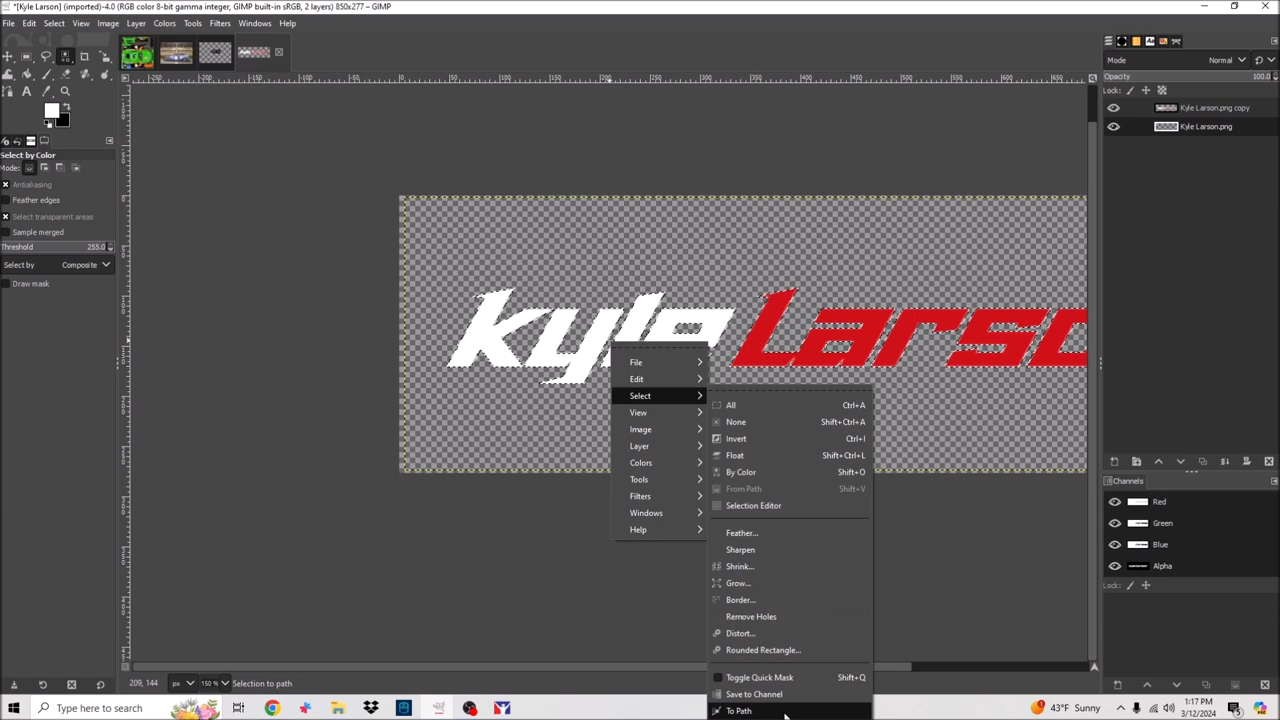 *[Kyle Larson] (imported)-4.0 (RGB color 8-bit gamma integer, GIMP built-in sRGB, 2 layers) 850x277 – GIMP
File Edit Select View Image Layer Colors Tools Filters Windows Help
Mode Normal
Opacity 100.0
Lock:
Kyle Larson.png copy
Kyle Larson.png
Select by Color
Mode:
Antialiasing
Feather edges
Select transparent areas
Sample merged
Threshold 255.0
Select by Composite
Draw mask
kyle Larso
File
Edit
Select
View
Image
Layer
Colors
Tools
Filters
Windows
Help
All Ctrl+A
None Shift+Ctrl+A
Invert Ctrl+I
Float Shift+Ctrl+L
By Color Shift+O
From Path Shift+V
Selection Editor
Feather...
Sharpen
Shrink...
Grow...
Border...
Remove Holes
Distort...
Rounded Rectangle...
Toggle Quick Mask Shift+Q
Save to Channel
To Path
Channels
Red
Green
Blue
Alpha
Lock:
209, 144 px 150 % Selection to path
Type here to search
43°F Sunny
1:17 PM
3/12/2024